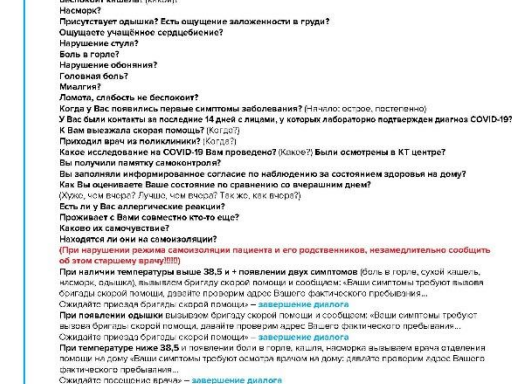 Беспокоит кашель? (Какой?)
Насморк?
Присутствует одышка? Есть ощущение заложенности в груди?
Ощущаете учащённое сердцебиение?
Нарушение стула?
Боль в горле?
Нарушение обоняния?
Головная боль?
Миалгия?
Ломота, слабость не беспокоит?
Когда у Вас появились первые симптомы заболевания? (Начало: острое, постепенно)
У Вас были контакты за последние 14 дней с лицами, у которых лабораторно подтвержден диагноз COVID-19?
К Вам выезжала скорая помощь? (Когда?)
Приходил врач из поликлиники? (Когда?)
Какое исследование на COVID-19 Вам проведено? (Какое?) Были осмотрены в КТ центре?
Вы получили памятку самоконтроля?
Вы заполняли информированное согласие по наблюдению за состоянием здоровья на дому?
Как Вы оцениваете Ваше состояние по сравнению со вчерашним днем?
(Хуже, чем вчера? Лучше, чем вчера? Так же, как вчера?)
Есть ли у Вас аллергические реакции?
Проживает с Вами совместно кто-то еще?
Каково их самочувствие?
Находятся ли они на самоизоляции?
(При нарушении режима самоизоляции пациента и его родственников, незамедлительно сообщить
об этом старшему врачу!!!!!!)
При наличии температуры выше 38,5 и + появлении двух симптомов (боль в горле, сухой кашель,
насморк, одышка), вызываем бригаду скорой помощи и сообщаем: «Ваши симптомы требуют вызова
бригады скорой помощи, давайте проверим адрес Вашего фактического пребывания...
Ожидайте приезда бригады скорой помощи» – завершение диалога
При появлении одышки вызываем бригаду скорой помощи и сообщаем: «Ваши симптомы требуют
вызова бригады скорой помощи, давайте проверим адрес Вашего фактического пребывания...
Ожидайте приезда бригады скорой помощи» – завершение диалога
При температуре ниже 38,5 и появлении боли в горле, кашля, насморка вызываем врача отделения
помощи на дому «Ваши симптомы требуют осмотра врачом на дому: давайте проверим адрес Вашего
фактического пребывания...
Ожидайте посещение врача» – завершение диалога